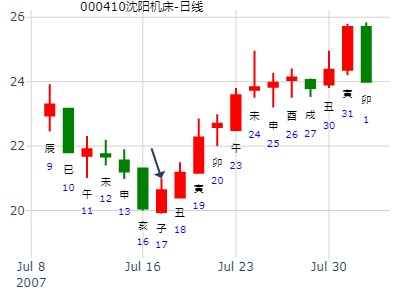 000410沈阳机床-日线
26
24
22
20
辰
9
巳
10
午
11
未
12
申
13
亥
16
子
17
丑
18
寅
19
卯
20
午
23
未
24
申
25
酉
26
戌
27
丑
30
寅
31
卯
1
Jul 8
2007
Jul 16
Jul 23
Jul 30